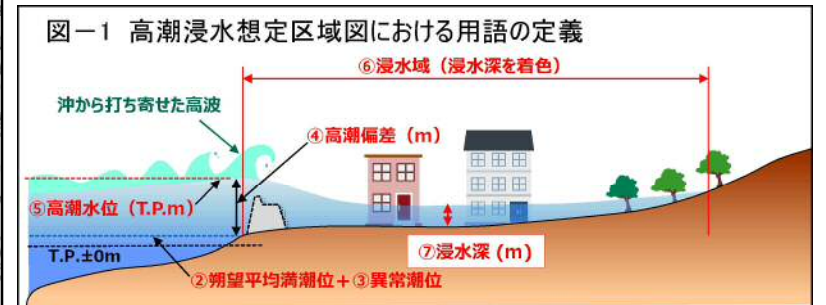 図－1 高潮浸水想定区域図における用語の定義
⑥浸水域（浸水深を着色）
沖から打ち寄せた高波
④高潮偏差（m）
⑤高潮水位（T.P.m）
⑦浸水深 (m)
T.P.±0m
②朔望平均満潮位＋③異常潮位